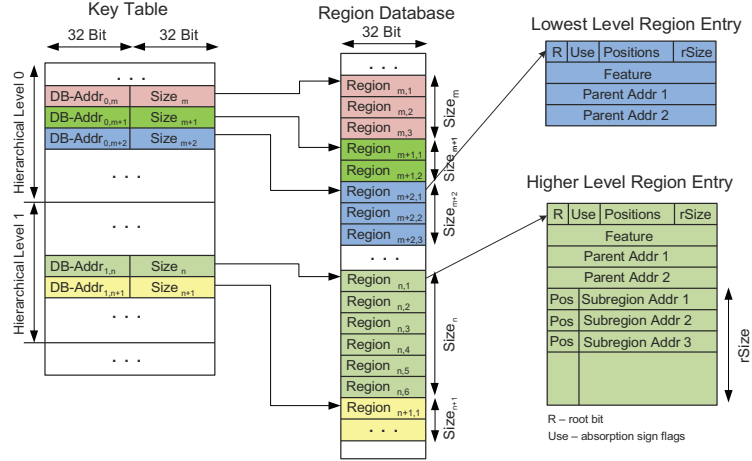 Key Table
32 Bit 32 Bit
Hierarchical Level 0
. . .
DB-Addr0,m Size m
DB-Addr0,m+1 Size m+1
DB-Addr0,m+2 Size m+2
. . .
Hierarchical Level 1
. . .
DB-Addr1,n Size n
DB-Addr1,n+1 Size n+1
. . .
. . .
Region Database
32 Bit
. . .
Region m,1
Region m,2
Region m,3
Size m
Region m+1,1
Region m+1,2
Size m+1
Region m+2,1
Region m+2,2
Region m+2,3
Size m+2
. . .
Region n,1
Region n,2
Region n,3
Region n,4
Region n,5
Region n,6
Size n
Region n+1,1
. . .
Size n+1
Lowest Level Region Entry
R Use Positions rSize
Feature
Parent Addr 1
Parent Addr 2
Higher Level Region Entry
R Use Positions rSize
Feature
Parent Addr 1
Parent Addr 2
Pos Subregion Addr 1
Pos Subregion Addr 2
Pos Subregion Addr 3
rSize
R – root bit
Use – absorption sign flags